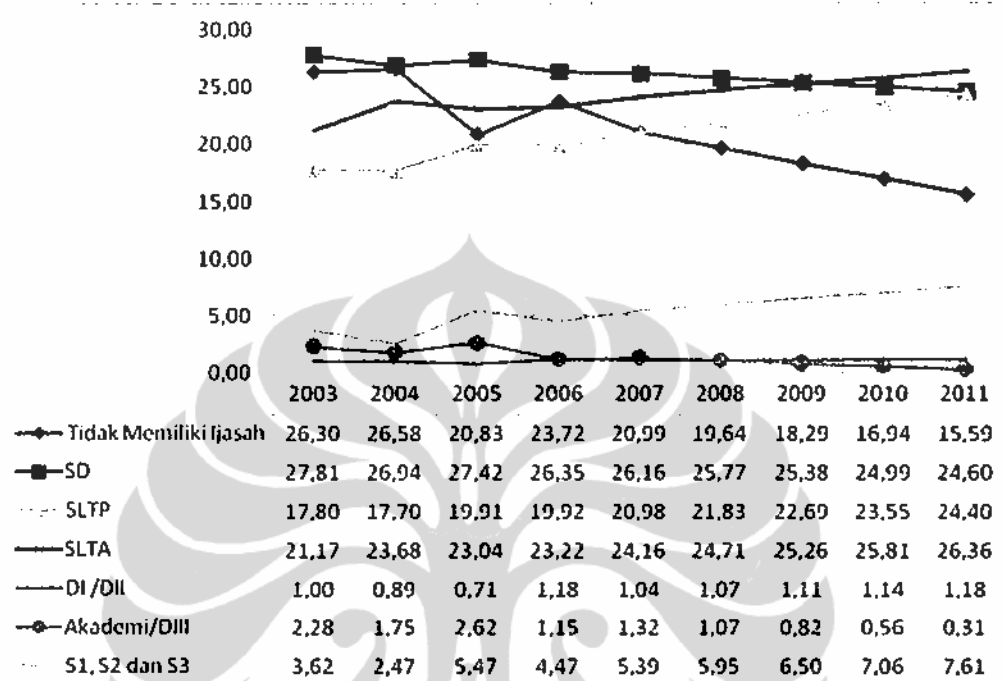 30,00
25,00
20,00
15,00
10,00
5,00
0,00
2003 2004 2005 2006 2007 2008 2009 2010 2011
Tidak Memiliki Ijasah 26,30 26,58 20,83 23,72 20,99 19,64 18,29 16,94 15,59
SD 27,81 26,94 27,42 26,35 26,16 25,77 25,38 24,99 24,60
SLTP 17,80 17,70 19,91 19,92 20,98 21,83 22,69 23,55 24,40
SLTA 21,17 23,68 23,04 23,22 24,16 24,71 25,26 25,81 26,36
DI /DII 1,00 0,89 0,71 1,18 1,04 1,07 1,11 1,14 1,18
Akademi/DIII 2,28 1,75 2,62 1,15 1,32 1,07 0,82 0,56 0,31
S1, S2 dan S3 3,62 2,47 5,47 4,47 5,39 5,95 6,50 7,06 7,61